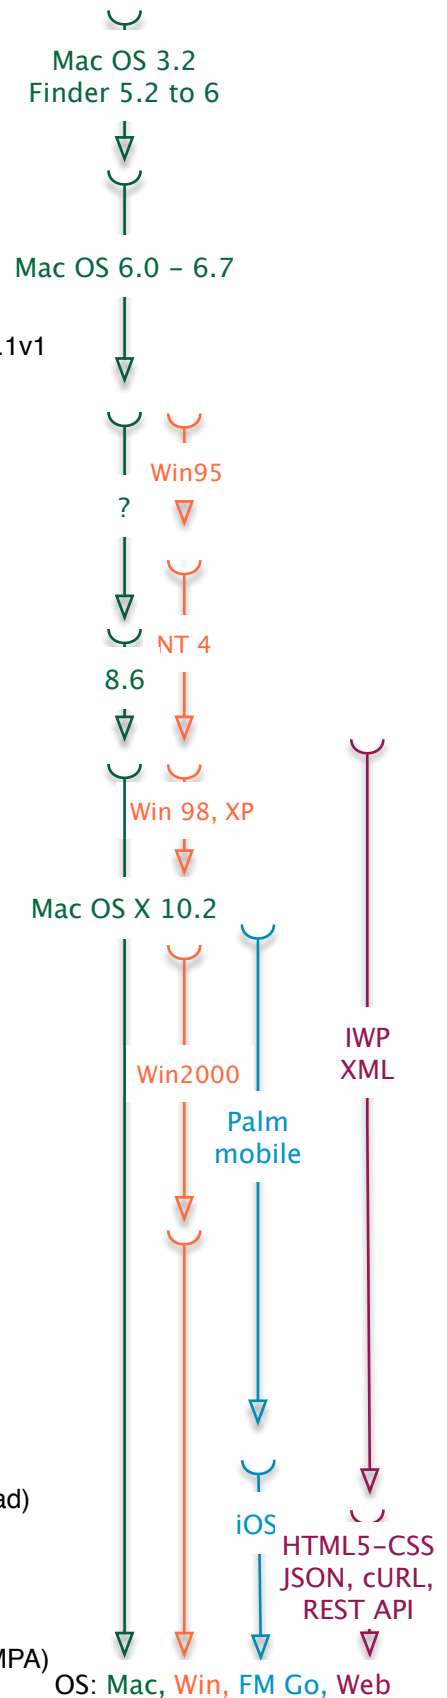 Mac OS 3.2
Finder 5.2 to 6
Mac OS 6.0 – 6.7
.1v1
Win95
?
NT 4
8.6
Win 98, XP
Mac OS X 10.2
IWP
XML
Win2000
Palm
mobile
ad)
iOS
HTML5-CSS
JSON, cURL,
REST API
MPA)
OS: Mac, Win, FM Go, Web